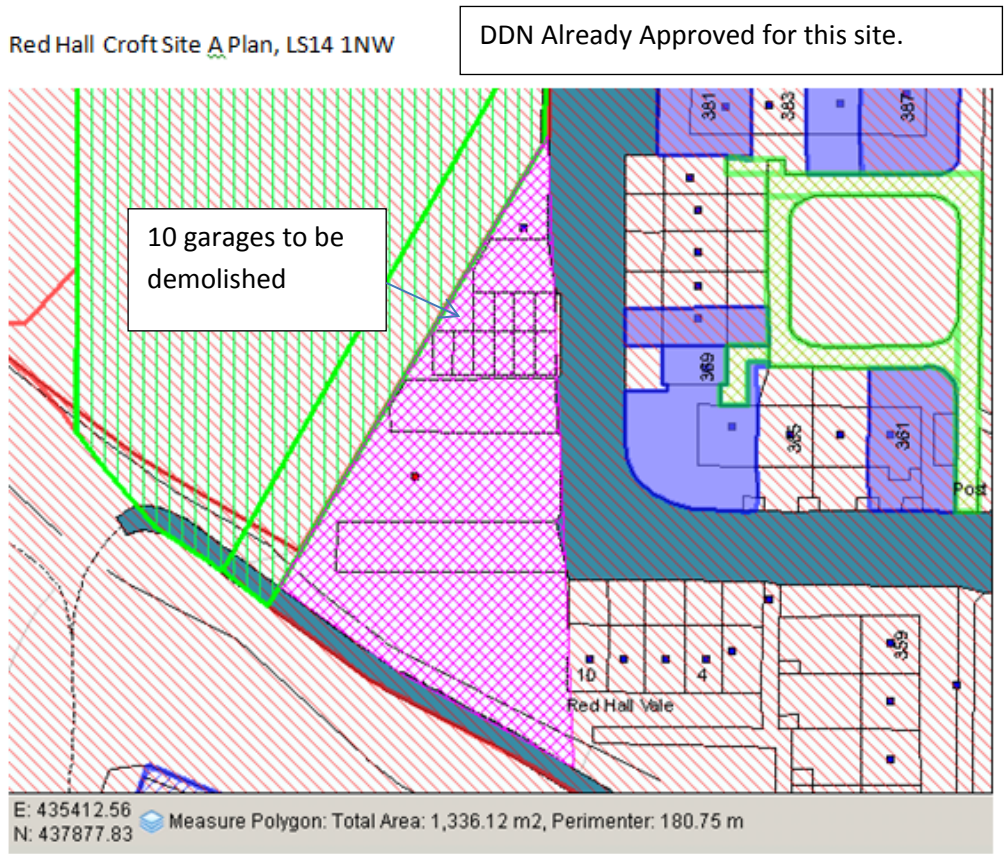 Red Hall Croft Site A Plan, LS14 1NW
DDN Already Approved for this site.
381
383
387
10 garages to be
demolished
369
365
361
Post
359
10
4
Red Hall Vale
E: 435412.56
N: 437877.83
Measure Polygon: Total Area: 1,336.12 m2, Perimenter: 180.75 m